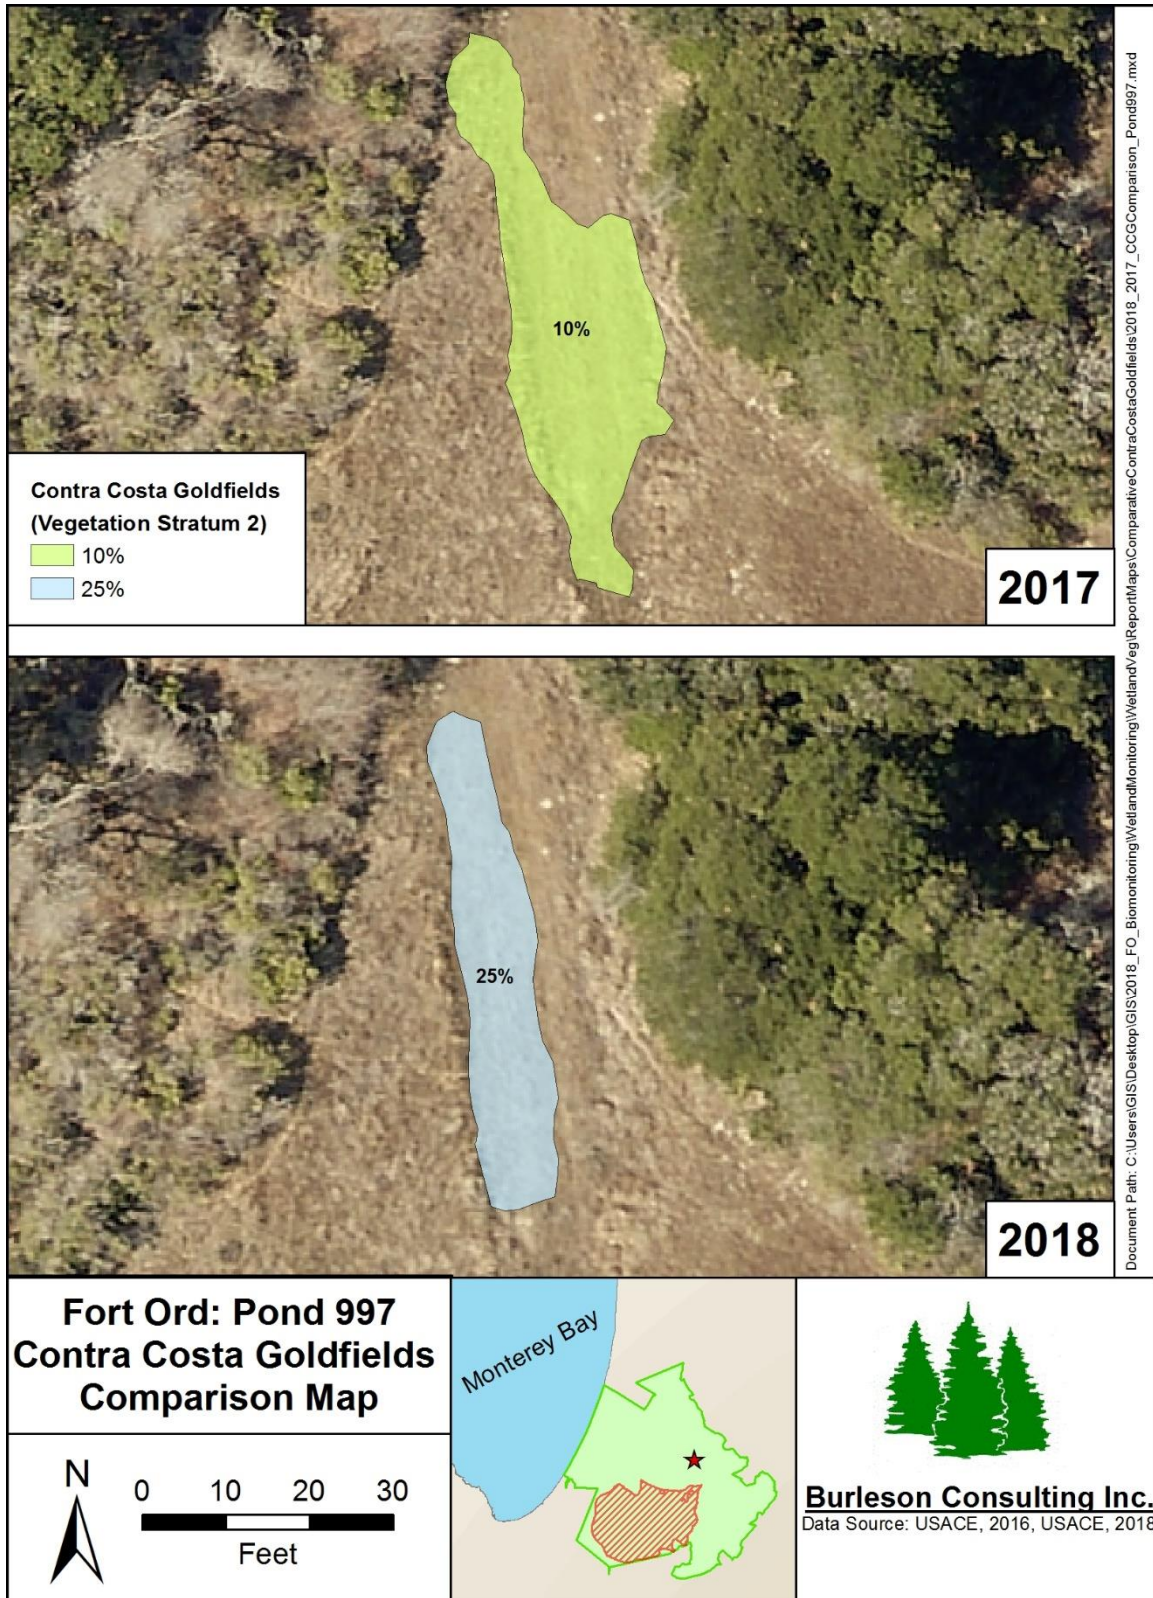 10%
Contra Costa Goldfields
(Vegetation Stratum 2)
10%
25%
2017
25%
2018
Document Path: C:\Users\GIS\Desktop\GIS\2018_FO_Biomonitoring\WetlandMonitoring\WetlandVeg\ReportMaps\ComparativeContraCostaGoldfields\2018_2017_CCGComparison_Pond997.mxd
Fort Ord: Pond 997
Contra Costa Goldfields
Comparison Map
N
0 10 20 30
Feet
Monterey Bay
Burleson Consulting Inc.
Data Source: USACE, 2016, USACE, 2018